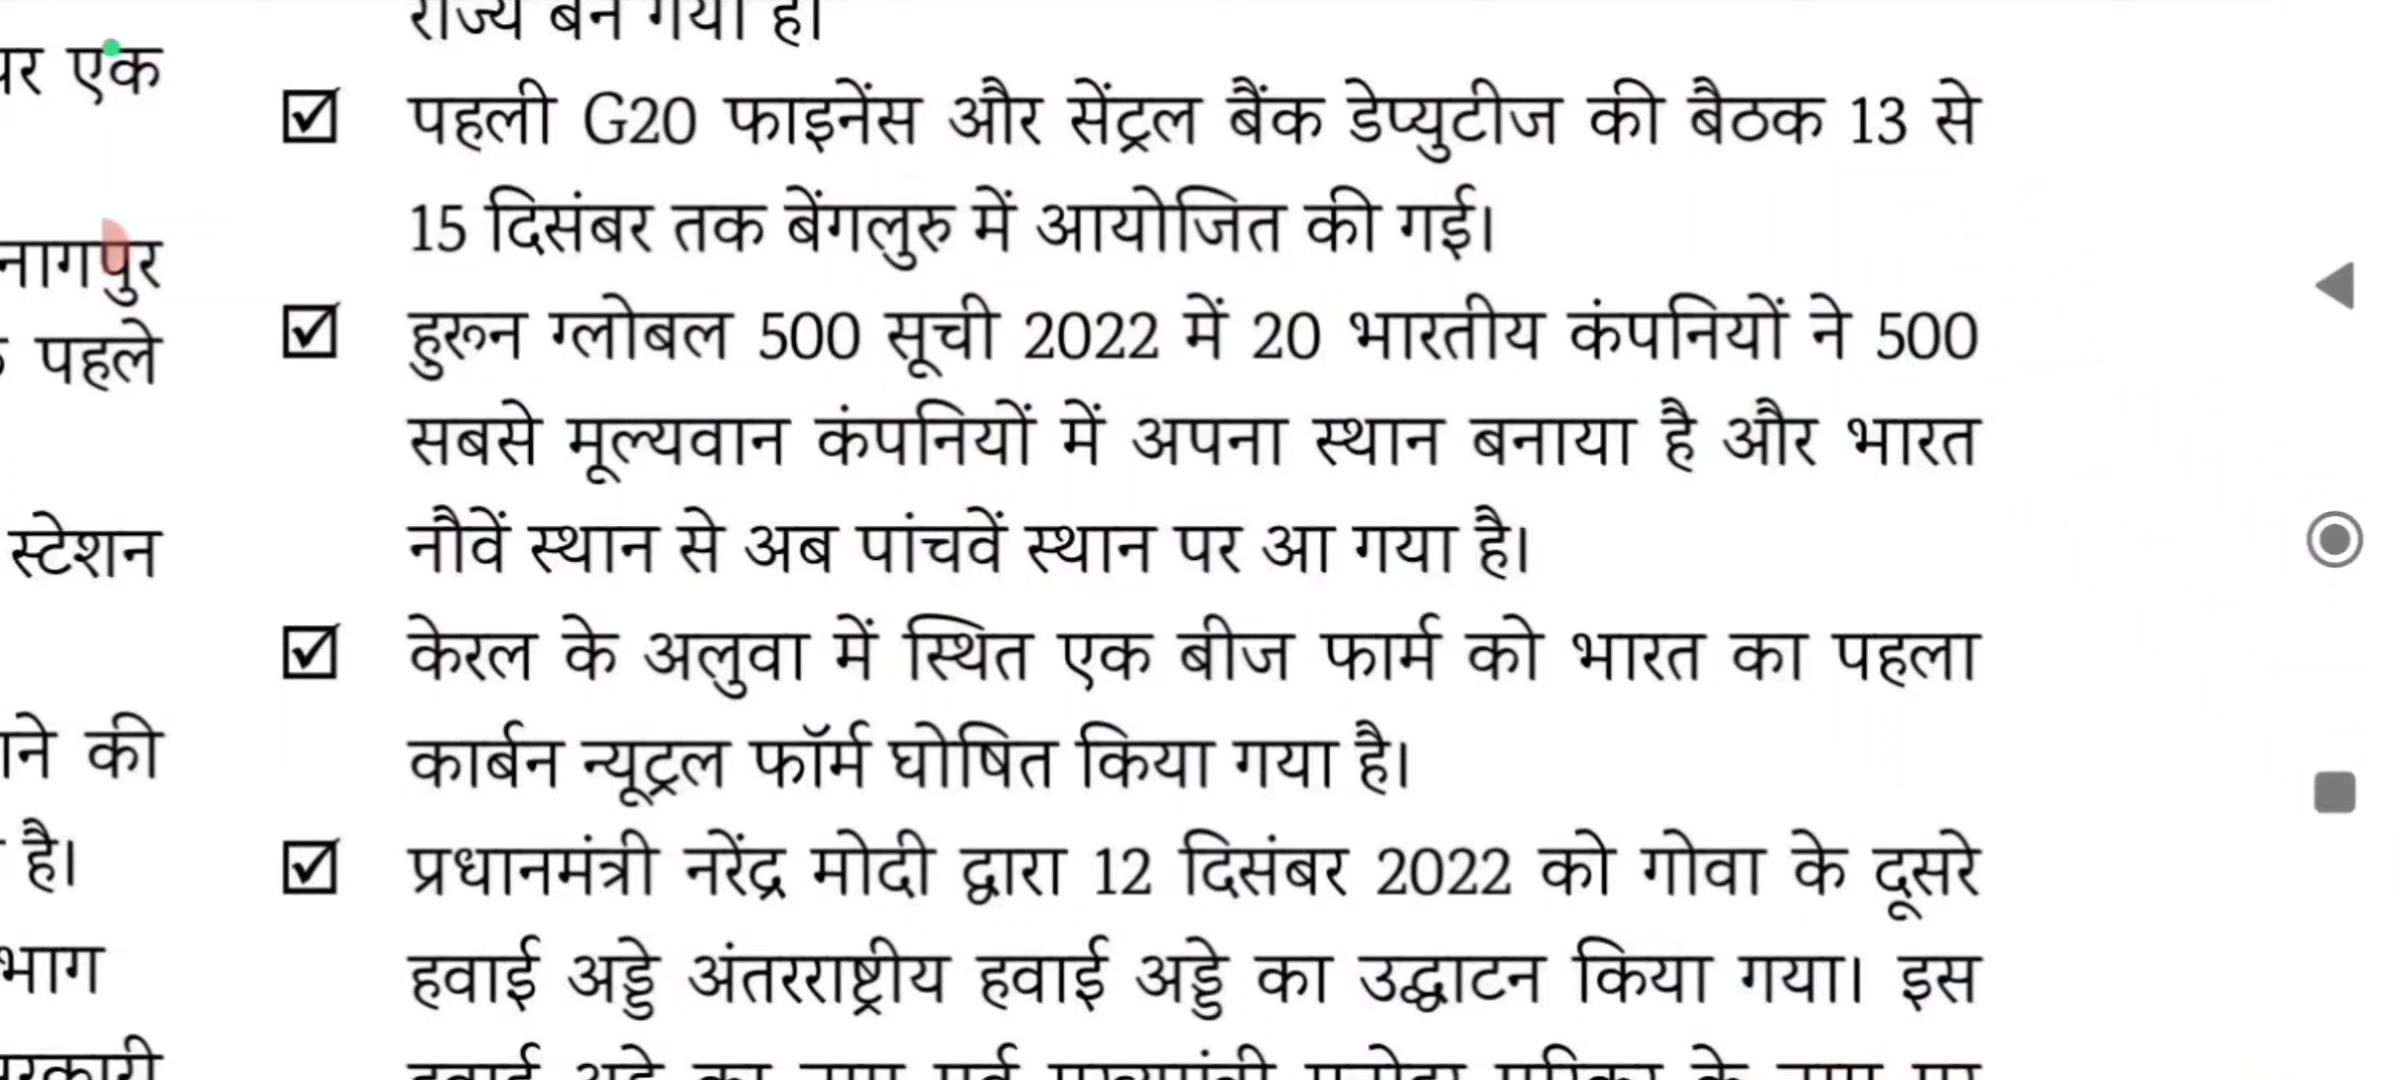 राज्य बन गया है।
पर एक
नागपुर
पहले
स्टेशन
की
है।
भाग
पहली G20 फाइनेंस और सेंट्रल बैंक डेप्युटीज की बैठक 13 से
15 दिसंबर तक बेंगलुरु में आयोजित की गई।
हुरून ग्लोबल 500 सूची 2022 में 20 भारतीय कंपनियों ने 500
सबसे मूल्यवान कंपनियों में अपना स्थान बनाया है और भारत
नौवें स्थान से अब पांचवें स्थान पर आ गया है।
केरल के अलुवा में स्थित एक बीज फार्म को भारत का पहला
कार्बन न्यूट्रल फॉर्म घोषित किया गया है।
प्रधानमंत्री नरेंद्र मोदी द्वारा 12 दिसंबर 2022 को गोवा के दूसरे
हवाई अड्डे अंतरराष्ट्रीय हवाई अड्डे का उद्घाटन किया गया। इस